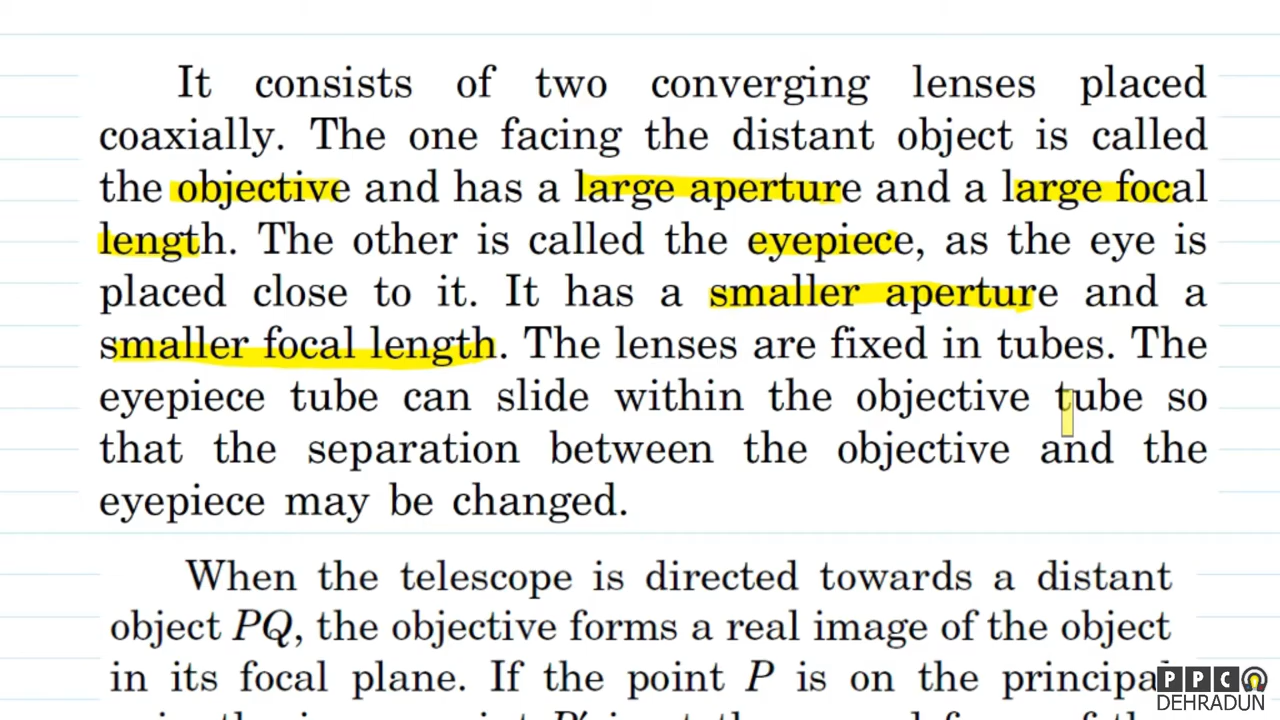 It consists of two converging lenses placed
coaxially. The one facing the distant object is called
the objective and has a large aperture and a large focal
length. The other is called the eyepiece, as the eye is
placed close to it. It has a smaller aperture and a
smaller focal length. The lenses are fixed in tubes. The
eyepiece tube can slide within the objective tube so
that the separation between the objective and the
eyepiece may be changed.
When the telescope is directed towards a distant
object PQ, the objective forms a real image of the object
in its focal plane. If the point P is on the
PPC
DEHRADUN